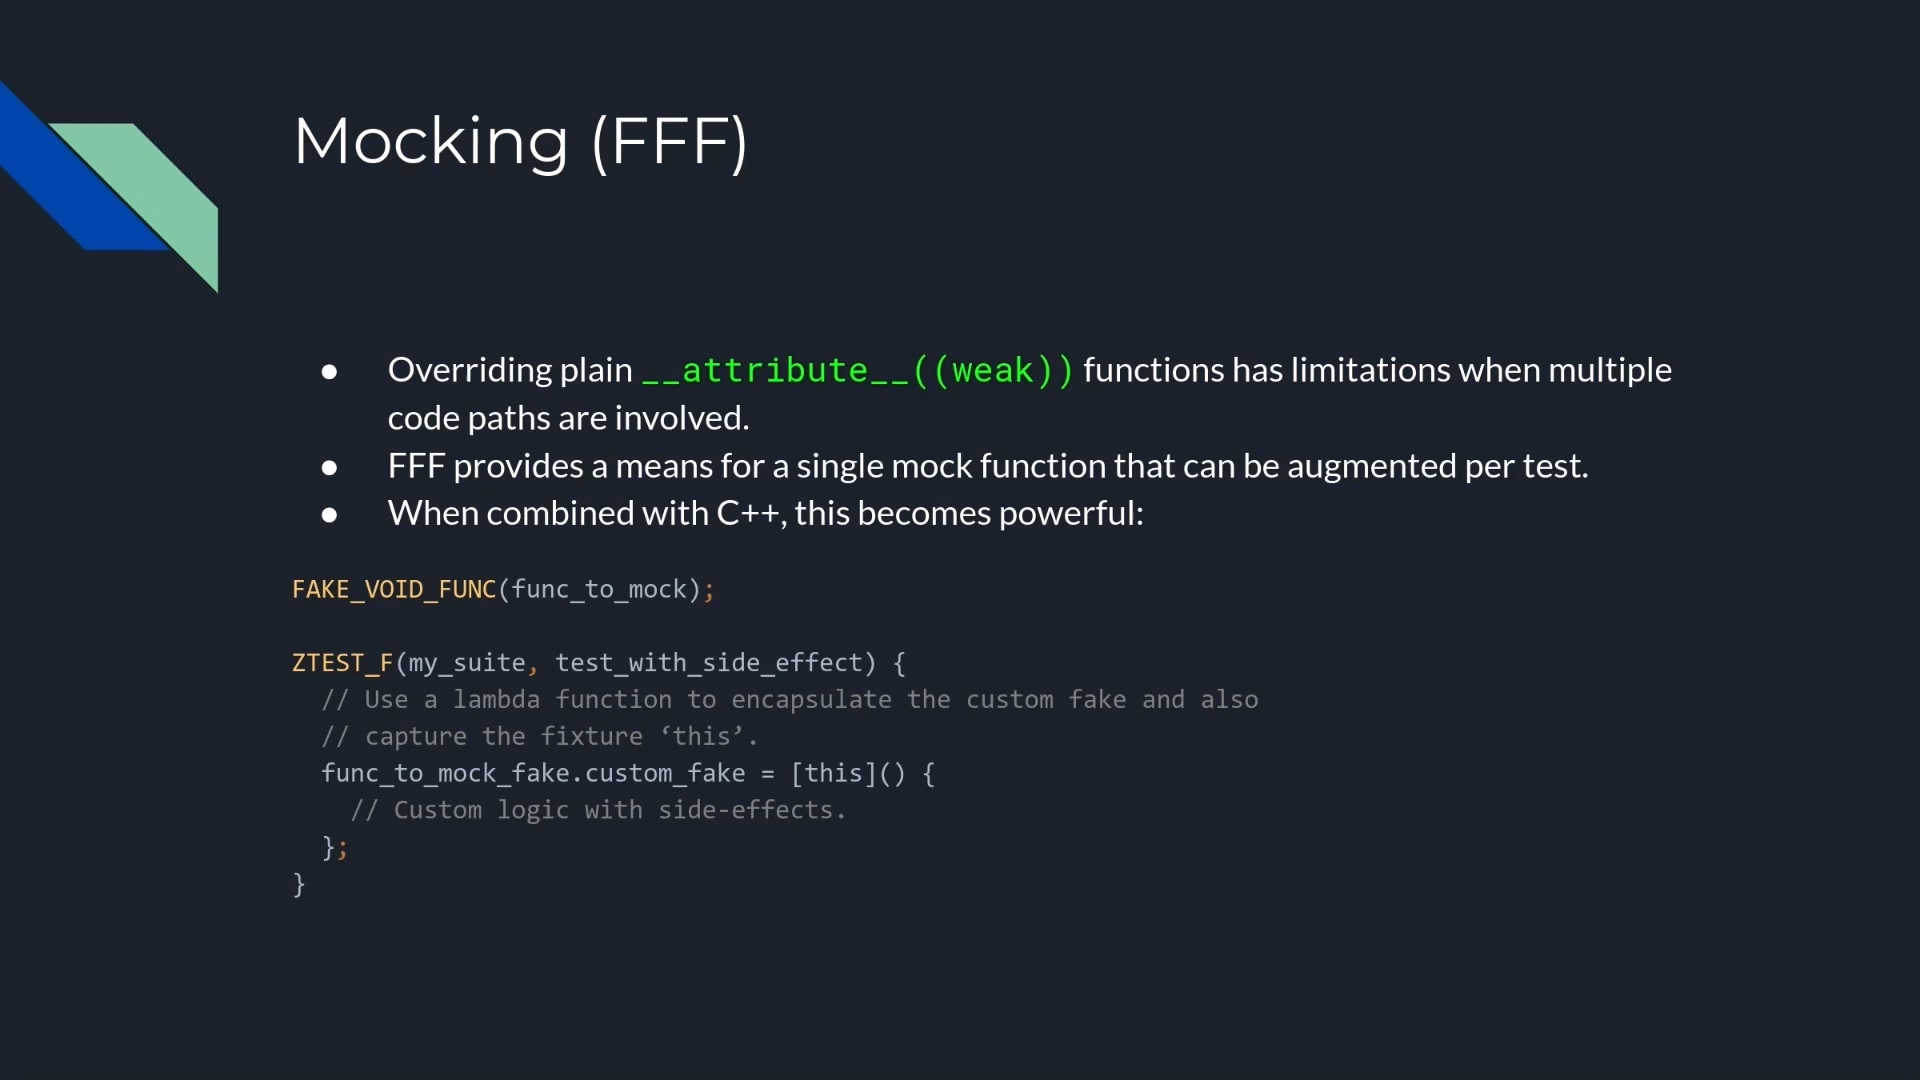 Mocking (FFF)
● Overriding plain __attribute__((weak)) functions has limitations when multiple
code paths are involved.
● FFF provides a means for a single mock function that can be augmented per test.
● When combined with C++, this becomes powerful:
FAKE_VOID_FUNC(func_to_mock);
ZTEST_F(my_suite, test_with_side_effect) {
  // Use a lambda function to encapsulate the custom fake and also
  // capture the fixture ‘this’.
  func_to_mock_fake.custom_fake = [this]() {
    // Custom logic with side-effects.
  };
}